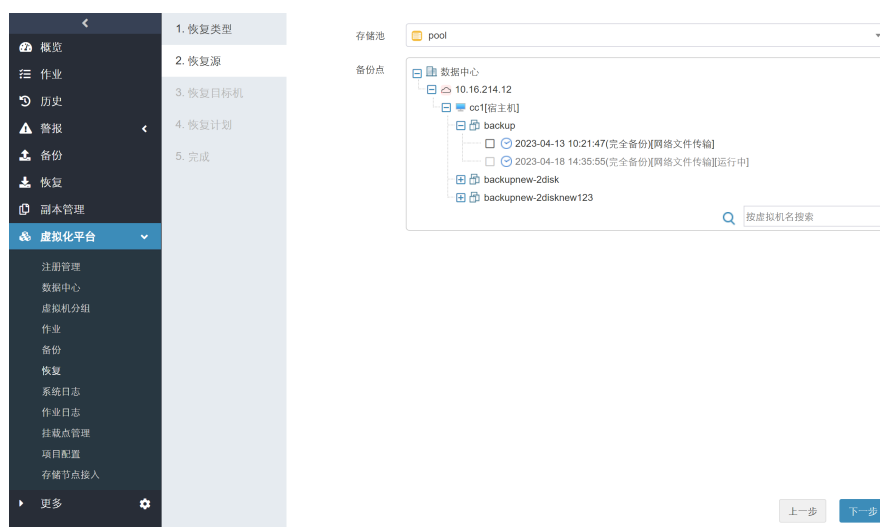 概览
作业
历史
警报
备份
恢复
副本管理
虚拟化平台
注册管理
数据中心
虚拟机分组
作业
备份
恢复
系统日志
作业日志
挂载点管理
项目配置
存储节点接入
更多
1. 恢复类型
2. 恢复源
3. 恢复目标机
4. 恢复计划
5. 完成
存储池
pool
备份点
数据中心
10.16.214.12
cc1[宿主机]
backup
2023-04-13 10:21:47(完全备份)[网络文件传输]
2023-04-18 14:35:55(完全备份)[网络文件传输][运行中]
backupnew-2disk
backupnew-2disknew123
按虚拟机名搜索
上一步
下一步